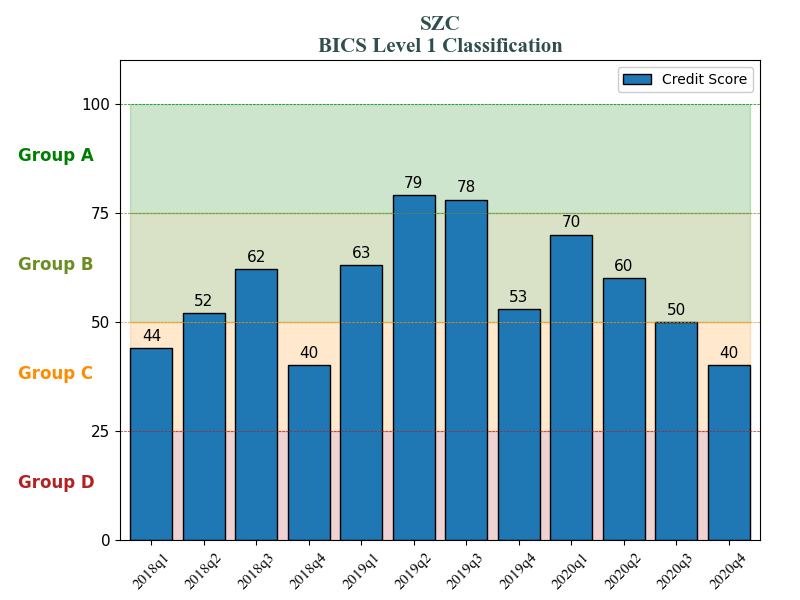 SZC
BICS Level 1 Classification
Credit Score
100
Group A
75
Group B
50
Group C
25
Group D
0
44
52
62
40
63
79
78
53
70
60
50
40
2018q1
2018q2
2018q3
2018q4
2019q1
2019q2
2019q3
2019q4
2020q1
2020q2
2020q3
2020q4